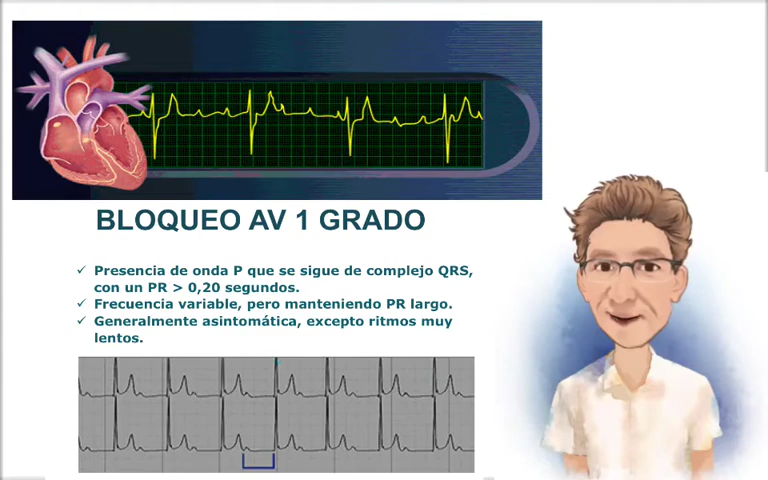 BLOQUEO AV 1 GRADO
✓ Presencia de onda P que se sigue de complejo QRS,
con un PR > 0,20 segundos.
✓ Frecuencia variable, pero manteniendo PR largo.
✓ Generalmente asintomática, excepto ritmos muy
lentos.